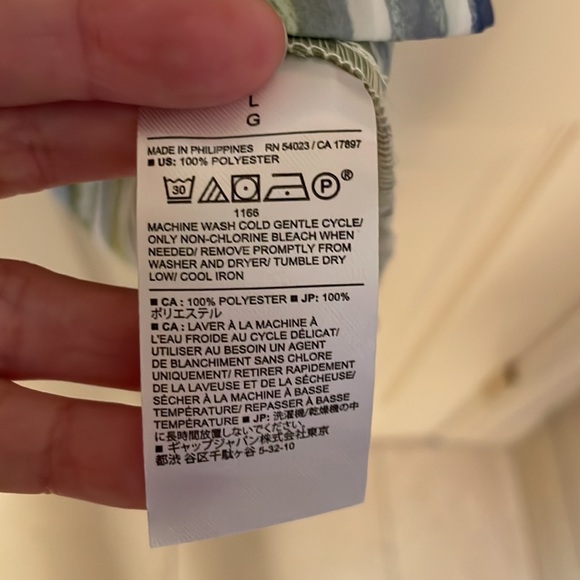 L
G
MADE IN PHILIPPINES RN 54023 / CA 17897
■ US: 100% POLYESTER
30 P ®
1166
MACHINE WASH COLD GENTLE CYCLE/
ONLY NON-CHLORINE BLEACH WHEN
NEEDED/ REMOVE PROMPTLY FROM
WASHER AND DRYER/ TUMBLE DRY
LOW/ COOL IRON
■ CA : 100% POLYESTER ■ JP: 100%
ポリエステル
■ CA : LAVER À LA MACHINE À
L'EAU FROIDE AU CYCLE DÉLICAT/
UTILISER AU BESOIN UN AGENT
DE BLANCHIMENT SANS CHLORE
UNIQUEMENT/ RETIRER RAPIDEMENT
DE LA LAVEUSE ET DE LA SÉCHEUSE/
SÉCHER À LA MACHINE À BASSE
TEMPÉRATURE/ REPASSER À BASSE
TEMPÉRATURE ■ JP: 洗濯機/乾燥機の中
に長時間放置しないでください。
■ ギャップジャパン株式会社東京
都渋谷区千駄ヶ谷 5-32-10